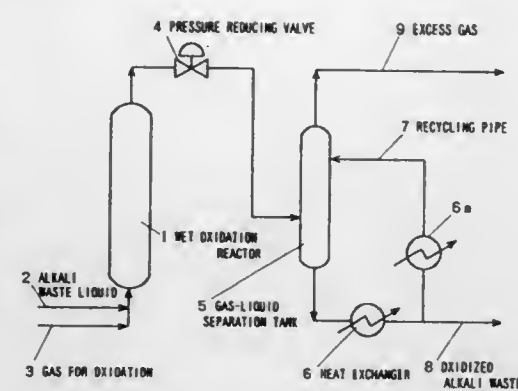 4 PRESSURE REDUCING VALVE
9 EXCESS GAS
7 RECYCLING PIPE
6a
1 WET OXIDATION
REACTOR
2 ALKALI
WASTE LIQUID
5 GAS-LIQUID
SEPARATION TANK
3 GAS FOR OXIDATION
6 HEAT EXCHANGER
8 OXIDIZED
ALKALI WASTE